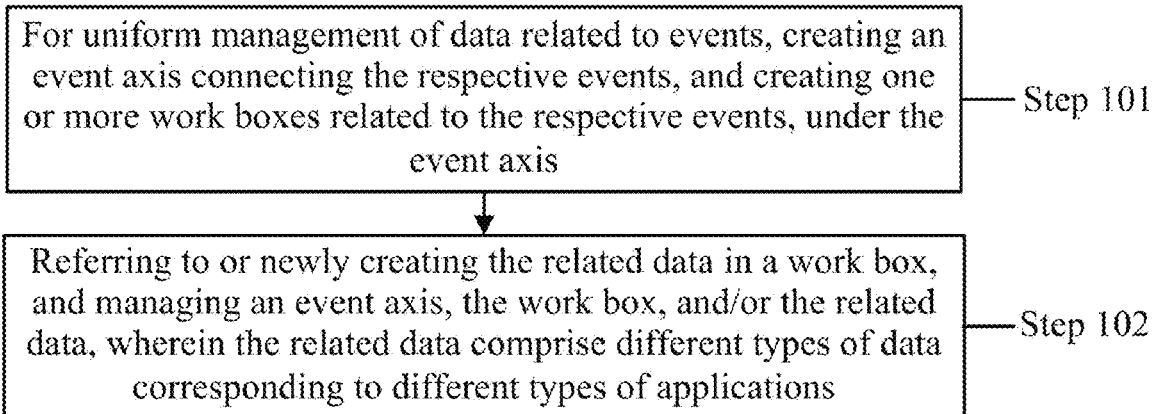 For uniform management of data related to events, creating an
event axis connecting the respective events, and creating one
or more work boxes related to the respective events, under the
event axis
Step 101
Referring to or newly creating the related data in a work box,
and managing an event axis, the work box, and/or the related
data, wherein the related data comprise different types of data
corresponding to different types of applications
Step 102